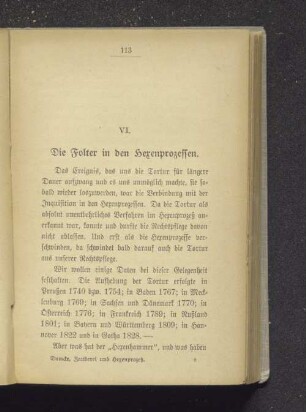 113
VI.
Die Folter in den Hexenprozessen.
Das Ereignis, das uns die Tortur für längere
Dauer aufzwang und es uns unmöglich machte, sie so-
bald wieder loszuwerden, war die Verbindung mit der
Inquisition in den Hexenprozessen. Da die Tortur als
absolut unentbehrliches Verfahren im Hexenprozeß an-
erkannt war, konnte und durfte die Rechtspflege davon
nicht ablassen. Und erst als die Hexenprozesse ver-
schwinden, da schwindet bald darauf auch die Tortur
aus unserer Rechtspflege.
Wir wollen einige Daten bei dieser Gelegenheit
festhalten. Die Aufhebung der Tortur erfolgte in
Preußen 1740 bzw. 1754; in Baden 1767; in Meck-
lenburg 1769; in Sachsen und Dänemark 1770; in
Österreich 1776; in Frankreich 1789; in Rußland
1801; in Bayern und Württemberg 1809; in Han-
nover 1822 und in Gotha 1828. —
Aber was hat der „Hexenhammer", und was haben
Zauberei und Hexenprozeß.